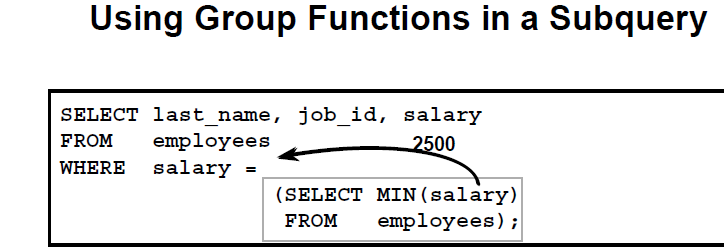 Using Group Functions in a Subquery
SELECT last_name, job_id, salary
FROM   employees
2500
WHERE  salary =
(SELECT MIN(salary)
FROM   employees);